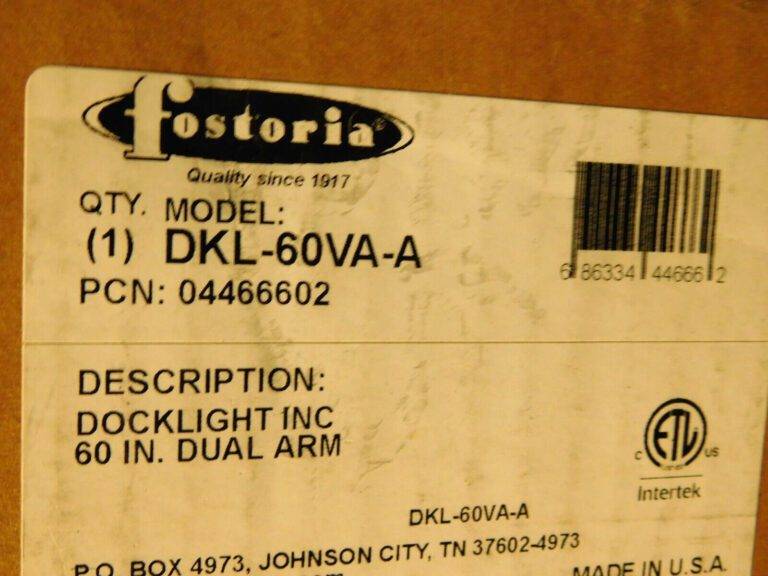 fostoria®
Quality since 1917
QTY. MODEL:
(1) DKL-60VA-A
PCN: 04466602
6 86334 44666 2
DESCRIPTION:
DOCKLIGHT INC
60 IN. DUAL ARM
C ETL US
Intertek
DKL-60VA-A
P.O. BOX 4973, JOHNSON CITY, TN 37602-4973
MADE IN U.S.A.